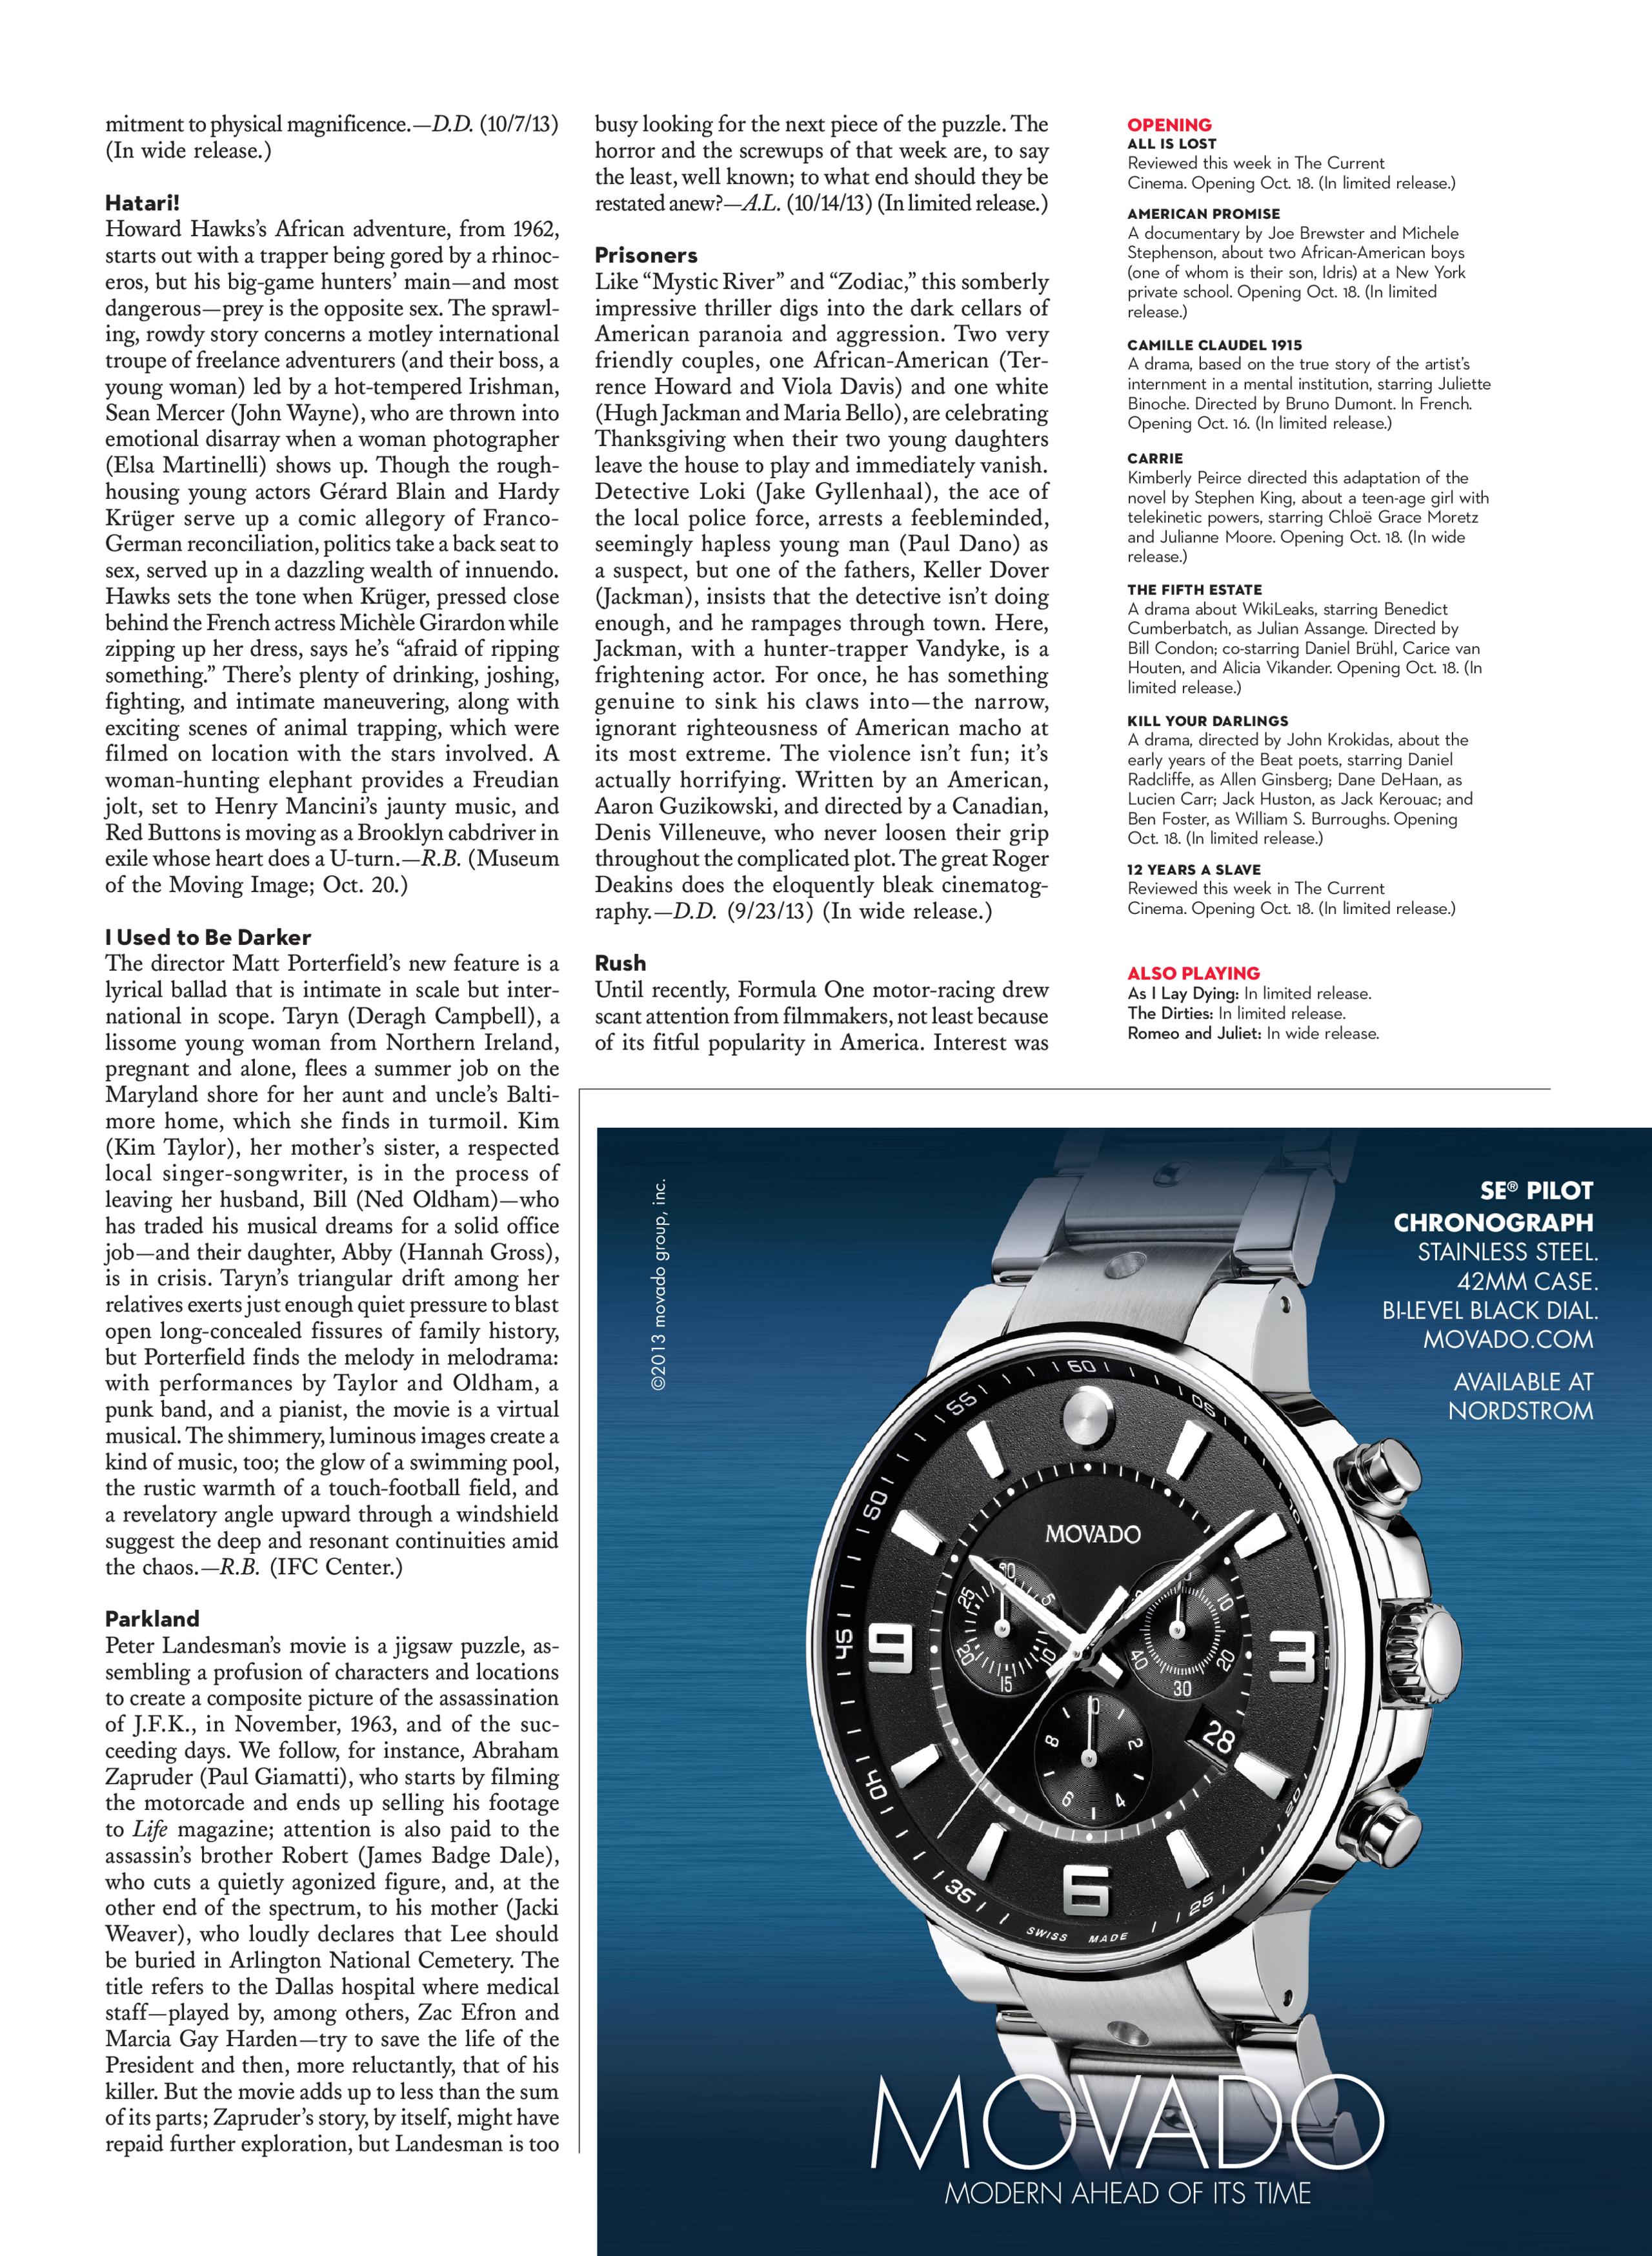 mitment to physical magnificence.—D.D. (10/7/13)
(In wide release.)
Hatari!
Howard Hawks’s African adventure, from 1962,
starts out with a trapper being gored by a rhinoc-
eros, but his big-game hunters’ main—and most
dangerous—prey is the opposite sex. The sprawl-
ing, rowdy story concerns a motley international
troupe of freelance adventurers (and their boss, a
young woman) led by a hot-tempered Irishman,
Sean Mercer (John Wayne), who are thrown into
emotional disarray when a woman photographer
(Elsa Martinelli) shows up. Though the rough-
housing young actors Gérard Blain and Hardy
Krüger serve up a comic allegory of Franco-
German reconciliation, politics take a back seat to
sex, served up in a dazzling wealth of innuendo.
Hawks sets the tone when Krüger, pressed close
behind the French actress Michèle Girardon while
zipping up her dress, says he’s “afraid of ripping
something.” There’s plenty of drinking, joshing,
fighting, and intimate maneuvering, along with
exciting scenes of animal trapping, which were
filmed on location with the stars involved. A
woman-hunting elephant provides a Freudian
jolt, set to Henry Mancini’s jaunty music, and
Red Buttons is moving as a Brooklyn cabdriver in
exile whose heart does a U-turn.—R.B. (Museum
of the Moving Image; Oct. 20.)
I Used to Be Darker
The director Matt Porterfield’s new feature is a
lyrical ballad that is intimate in scale but inter-
national in scope. Taryn (Deragh Campbell), a
lissome young woman from Northern Ireland,
pregnant and alone, flees a summer job on the
Maryland shore for her aunt and uncle’s Balti-
more home, which she finds in turmoil. Kim
(Kim Taylor), her mother’s sister, a respected
local singer-songwriter, is in the process of
leaving her husband, Bill (Ned Oldham)—who
has traded his musical dreams for a solid office
job—and their daughter, Abby (Hannah Gross),
is in crisis. Taryn’s triangular drift among her
relatives exerts just enough quiet pressure to blast
open long-concealed fissures of family history,
but Porterfield finds the melody in melodrama:
with performances by Taylor and Oldham, a
punk band, and a pianist, the movie is a virtual
musical. The shimmery, luminous images create a
kind of music, too; the glow of a swimming pool,
the rustic warmth of a touch-football field, and
a revelatory angle upward through a windshield
suggest the deep and resonant continuities amid
the chaos.—R.B. (IFC Center.)
Parkland
Peter Landesman’s movie is a jigsaw puzzle, as-
sembling a profusion of characters and locations
to create a composite picture of the assassination
of J.F.K., in November, 1963, and of the suc-
ceeding days. We follow, for instance, Abraham
Zapruder (Paul Giamatti), who starts by filming
the motorcade and ends up selling his footage
to Life magazine; attention is also paid to the
assassin’s brother Robert (James Badge Dale),
who cuts a quietly agonized figure, and, at the
other end of the spectrum, to his mother (Jacki
Weaver), who loudly declares that Lee should
be buried in Arlington National Cemetery. The
title refers to the Dallas hospital where medical
staff—played by, among others, Zac Efron and
Marcia Gay Harden—try to save the life of the
President and then, more reluctantly, that of his
killer. But the movie adds up to less than the sum
of its parts; Zapruder’s story, by itself, might have
repaid further exploration, but Landesman is too
busy looking for the next piece of the puzzle. The
horror and the screwups of that week are, to say
the least, well known; to what end should they be
restated anew?—A.L. (10/14/13) (In limited release.)
Prisoners
Like “Mystic River” and “Zodiac,” this somberly
impressive thriller digs into the dark cellars of
American paranoia and aggression. Two very
friendly couples, one African-American (Ter-
rence Howard and Viola Davis) and one white
(Hugh Jackman and Maria Bello), are celebrating
Thanksgiving when their two young daughters
leave the house to play and immediately vanish.
Detective Loki (Jake Gyllenhaal), the ace of
the local police force, arrests a feebleminded,
seemingly hapless young man (Paul Dano) as
a suspect, but one of the fathers, Keller Dover
(Jackman), insists that the detective isn’t doing
enough, and he rampages through town. Here,
Jackman, with a hunter-trapper Vandyke, is a
frightening actor. For once, he has something
genuine to sink his claws into—the narrow,
ignorant righteousness of American macho at
its most extreme. The violence isn’t fun; it’s
actually horrifying. Written by an American,
Aaron Guzikowski, and directed by a Canadian,
Denis Villeneuve, who never loosen their grip
throughout the complicated plot. The great Roger
Deakins does the eloquently bleak cinematog-
raphy.—D.D. (9/23/13) (In wide release.)
Rush
Until recently, Formula One motor-racing drew
scant attention from filmmakers, not least because
of its fitful popularity in America. Interest was
OPENING
ALL IS LOST
Reviewed this week in The Current
Cinema. Opening Oct. 18. (In limited release.)
AMERICAN PROMISE
A documentary by Joe Brewster and Michele
Stephenson, about two African-American boys
(one of whom is their son, Idris) at a New York
private school. Opening Oct. 18. (In limited
release.)
CAMILLE CLAUDEL 1915
A drama, based on the true story of the artist’s
internment in a mental institution, starring Juliette
Binoche. Directed by Bruno Dumont. In French.
Opening Oct. 16. (In limited release.)
CARRIE
Kimberly Peirce directed this adaptation of the
novel by Stephen King, about a teen-age girl with
telekinetic powers, starring Chloë Grace Moretz
and Julianne Moore. Opening Oct. 18. (In wide
release.)
THE FIFTH ESTATE
A drama about WikiLeaks, starring Benedict
Cumberbatch, as Julian Assange. Directed by
Bill Condon; co-starring Daniel Brühl, Carice van
Houten, and Alicia Vikander. Opening Oct. 18. (In
limited release.)
KILL YOUR DARLINGS
A drama, directed by John Krokidas, about the
early years of the Beat poets, starring Daniel
Radcliffe, as Allen Ginsberg; Dane DeHaan, as
Lucien Carr; Jack Huston, as Jack Kerouac; and
Ben Foster, as William S. Burroughs. Opening
Oct. 18. (In limited release.)
12 YEARS A SLAVE
Reviewed this week in The Current
Cinema. Opening Oct. 18. (In limited release.)
ALSO PLAYING
As I Lay Dying: In limited release.
The Dirties: In limited release.
Romeo and Juliet: In wide release.
©2013 movado group, inc.
SE® PILOT
CHRONOGRAPH
STAINLESS STEEL.
42MM CASE.
BI-LEVEL BLACK DIAL.
MOVADO.COM
AVAILABLE AT
NORDSTROM
60
05
10
20
25
35
40
45
50
55
MOVADO
9
3
6
5
10
15
20
25
10
20
30
40
28
2
4
6
8
SWISS MADE
MOVADO
MODERN AHEAD OF ITS TIME